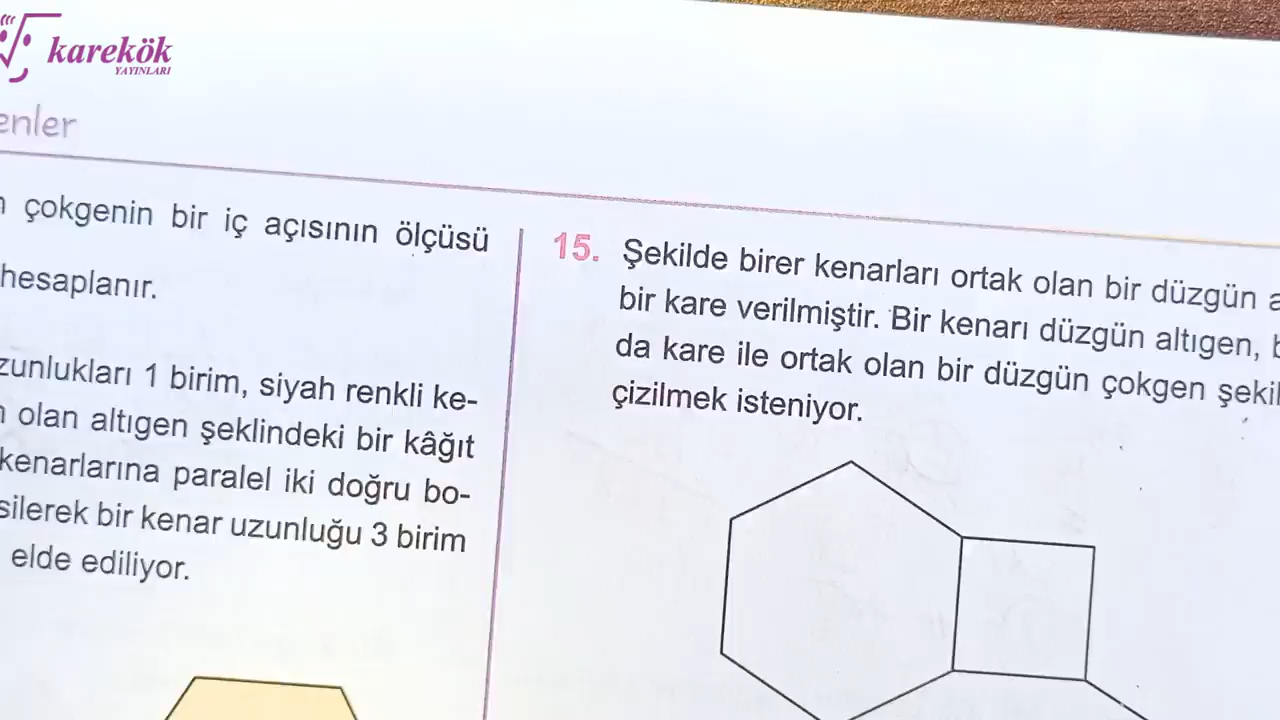 karekök
YAYINLARI
enler
çokgenin bir iç açısının ölçüsü
hesaplanır.
zunlukları 1 birim, siyah renkli ke-
olan altıgen şeklindeki bir kâğıt
kenarlarına paralel iki doğru bo-
silerek bir kenar uzunluğu 3 birim
elde ediliyor.
15. Şekilde birer kenarları ortak olan bir düzgün a
bir kare verilmiştir. Bir kenarı düzgün altıgen, b
da kare ile ortak olan bir düzgün çokgen şekil
çizilmek isteniyor.